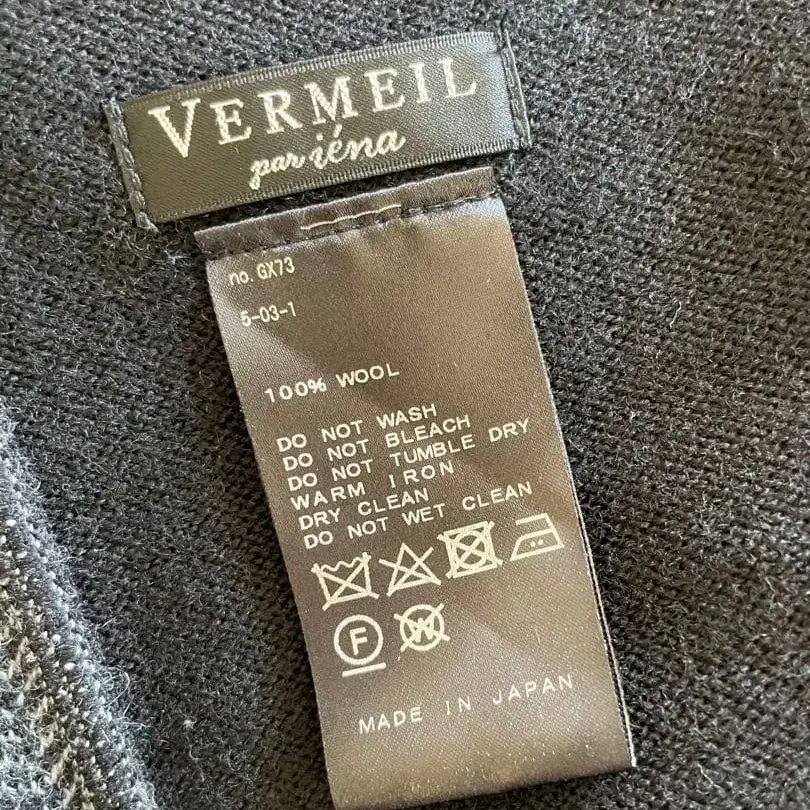 VERMEIL
par iéna
no. GX73
5-03-1
100% WOOL
DO NOT WASH
DO NOT BLEACH
DO NOT TUMBLE DRY
WARM IRON
DRY CLEAN
DO NOT WET CLEAN
F W
MADE IN JAPAN